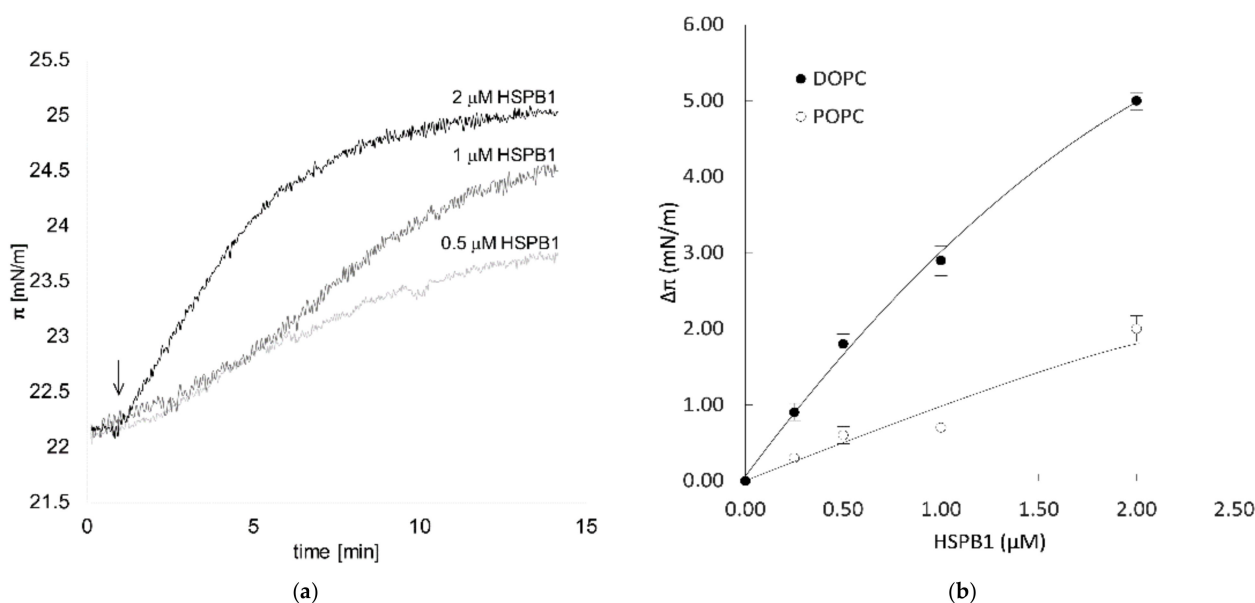 25.5
25
24.5
24
23.5
23
22.5
22
21.5
π [mN/m]
2 μM HSPB1
1 μM HSPB1
0.5 μM HSPB1
0
5
10
15
time [min]
(a)
6.00
5.00
4.00
3.00
2.00
1.00
0.00
Δπ (mN/m)
DOPC
POPC
0.00
0.50
1.00
1.50
2.00
2.50
HSPB1 (μM)
(b)